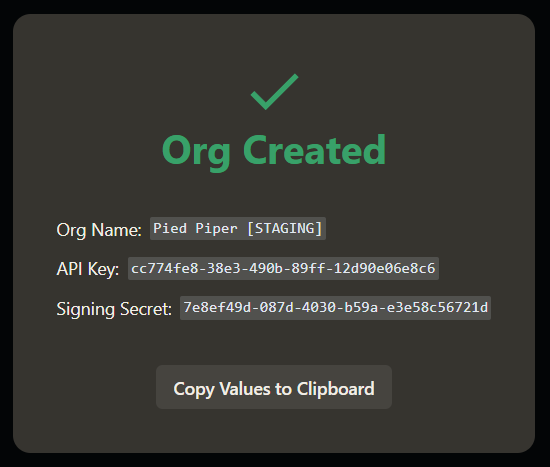 Org Created
Org Name: Pied Piper [STAGING]
API Key: cc774fe8-38e3-490b-89ff-12d90e06e8c6
Signing Secret: 7e8ef49d-087d-4030-b59a-e3e58c56721d
Copy Values to Clipboard